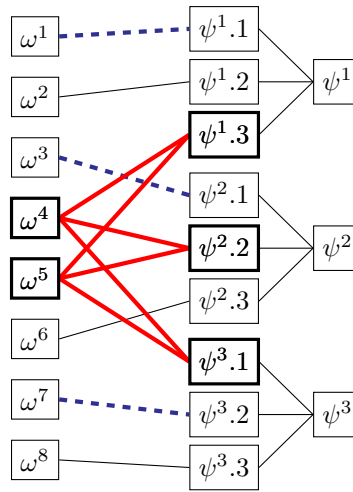 ω¹
ω²
ω³
ω⁴
ω⁵
ω⁶
ω⁷
ω⁸
ψ¹.1
ψ¹.2
ψ¹.3
ψ².1
ψ².2
ψ².3
ψ³.1
ψ³.2
ψ³.3
ψ¹
ψ²
ψ³